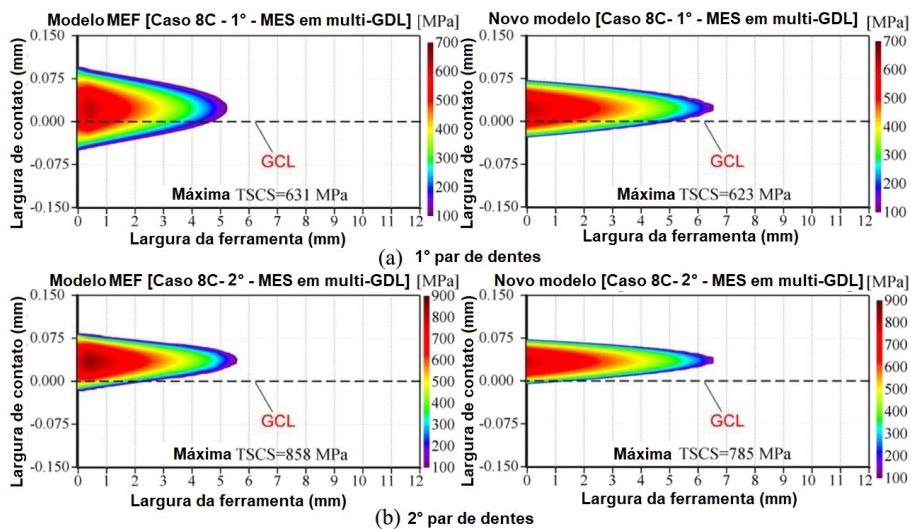 Modelo MEF [Caso 8C - 1° - MES em multi-GDL] [MPa]
0.150
0.075
0.000
-0.075
-0.150
Largura de contato (mm)
GCL
Máxima TSCS=631 MPa
0 1 2 3 4 5 6 7 8 9 10 11 12
Largura da ferramenta (mm)
700
600
500
400
300
200
100
Novo modelo [Caso 8C- 1° - MES em multi-GDL] [MPa]
0.150
0.075
0.000
-0.075
-0.150
Largura de contato (mm)
GCL
Máxima TSCS=623 MPa
0 1 2 3 4 5 6 7 8 9 10 11 12
Largura da ferramenta (mm)
700
600
500
400
300
200
100
(a) 1° par de dentes
Modelo MEF [Caso 8C- 2° - MES em multi-GDL] [MPa]
0.150
0.075
0.000
-0.075
-0.150
Largura de contato (mm)
GCL
Máxima TSCS=858 MPa
0 1 2 3 4 5 6 7 8 9 10 11 12
Largura da ferramenta (mm)
900
800
700
600
500
400
300
200
100
Novo modelo [Caso 8C- 2° - MES em multi-GDL] [MPa]
0.150
0.075
0.000
-0.075
-0.150
Largura de contato (mm)
GCL
Máxima TSCS=785 MPa
0 1 2 3 4 5 6 7 8 9 10 11 12
Largura da ferramenta (mm)
900
800
700
600
500
400
300
200
100
(b) 2° par de dentes